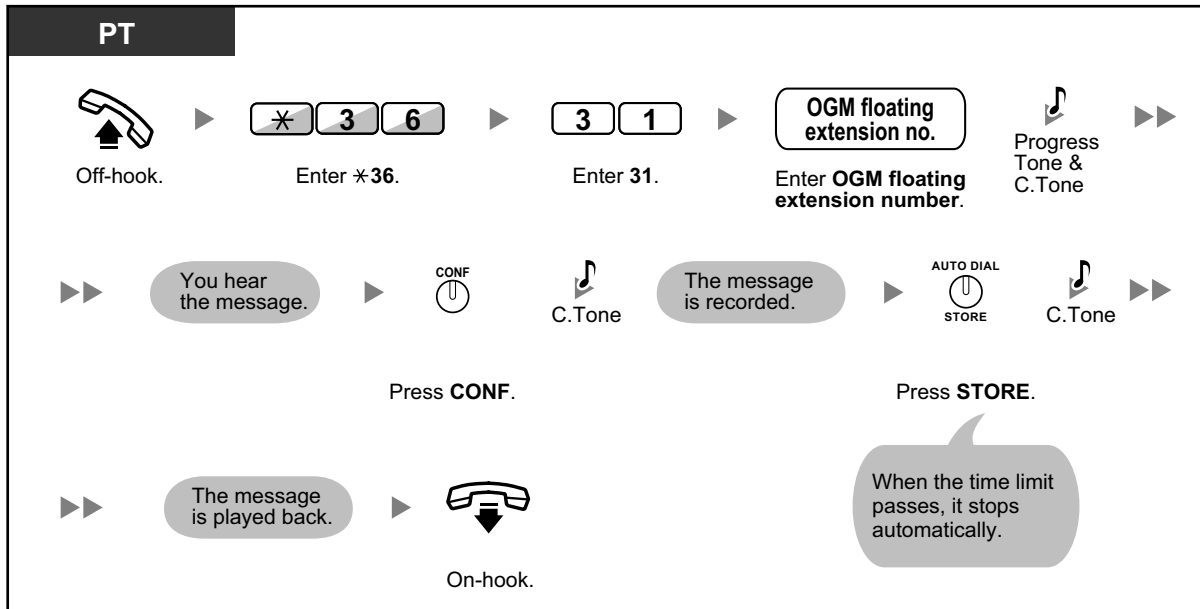 PT
✳ 3 6
3 1
OGM floating
extension no.
Off-hook.
Enter ✳36.
Enter 31.
Enter OGM floating
extension number.
Progress
Tone &
C.Tone
You hear
the message.
CONF
C.Tone
The message
is recorded.
AUTO DIAL
STORE
C.Tone
Press CONF.
Press STORE.
When the time limit
passes, it stops
automatically.
The message
is played back.
On-hook.